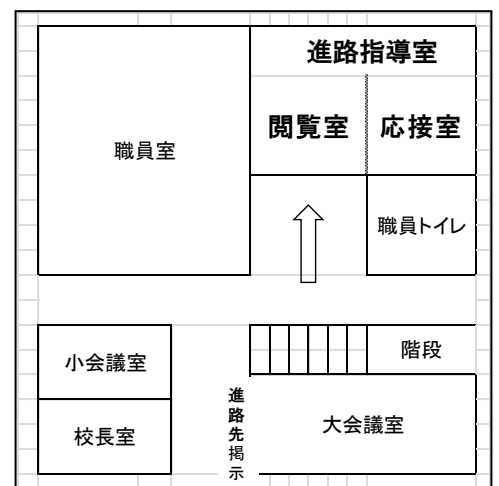 進路指導室
閲覧室
応接室
職員室
職員トイレ
小会議室
階段
校長室
進路先掲示
大会議室